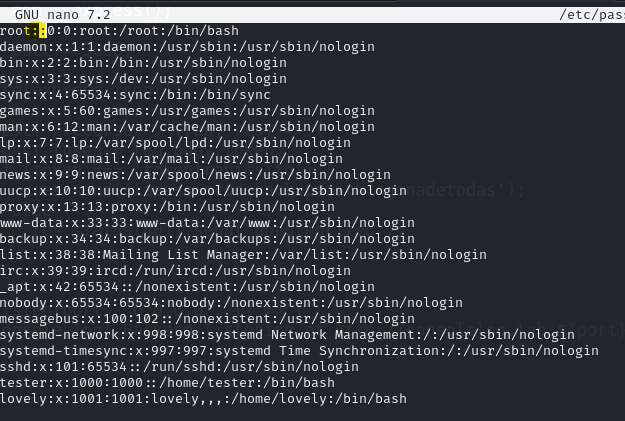 GNU nano 7.2 /etc/pas
root::0:0:root:/root:/bin/bash
daemon:x:1:1:daemon:/usr/sbin:/usr/sbin/nologin
bin:x:2:2:bin:/bin:/usr/sbin/nologin
sys:x:3:3:sys:/dev:/usr/sbin/nologin
sync:x:4:65534:sync:/bin:/bin/sync
games:x:5:60:games:/usr/games:/usr/sbin/nologin
man:x:6:12:man:/var/cache/man:/usr/sbin/nologin
lp:x:7:7:lp:/var/spool/lpd:/usr/sbin/nologin
mail:x:8:8:mail:/var/mail:/usr/sbin/nologin
news:x:9:9:news:/var/spool/news:/usr/sbin/nologin
uucp:x:10:10:uucp:/var/spool/uucp:/usr/sbin/nologin
proxy:x:13:13:proxy:/bin:/usr/sbin/nologin
www-data:x:33:33:www-data:/var/www:/usr/sbin/nologin
backup:x:34:34:backup:/var/backups:/usr/sbin/nologin
list:x:38:38:Mailing List Manager:/var/list:/usr/sbin/nologin
irc:x:39:39:ircd:/run/ircd:/usr/sbin/nologin
_apt:x:42:65534::/nonexistent:/usr/sbin/nologin
nobody:x:65534:65534:nobody:/nonexistent:/usr/sbin/nologin
messagebus:x:100:102::/nonexistent:/usr/sbin/nologin
systemd-network:x:998:998:systemd Network Management:/:/usr/sbin/nologin
systemd-timesync:x:997:997:systemd Time Synchronization:/:/usr/sbin/nologin
sshd:x:101:65534::/run/sshd:/usr/sbin/nologin
tester:x:1000:1000::/home/tester:/bin/bash
lovely:x:1001:1001:lovely,,,:/home/lovely:/bin/bash